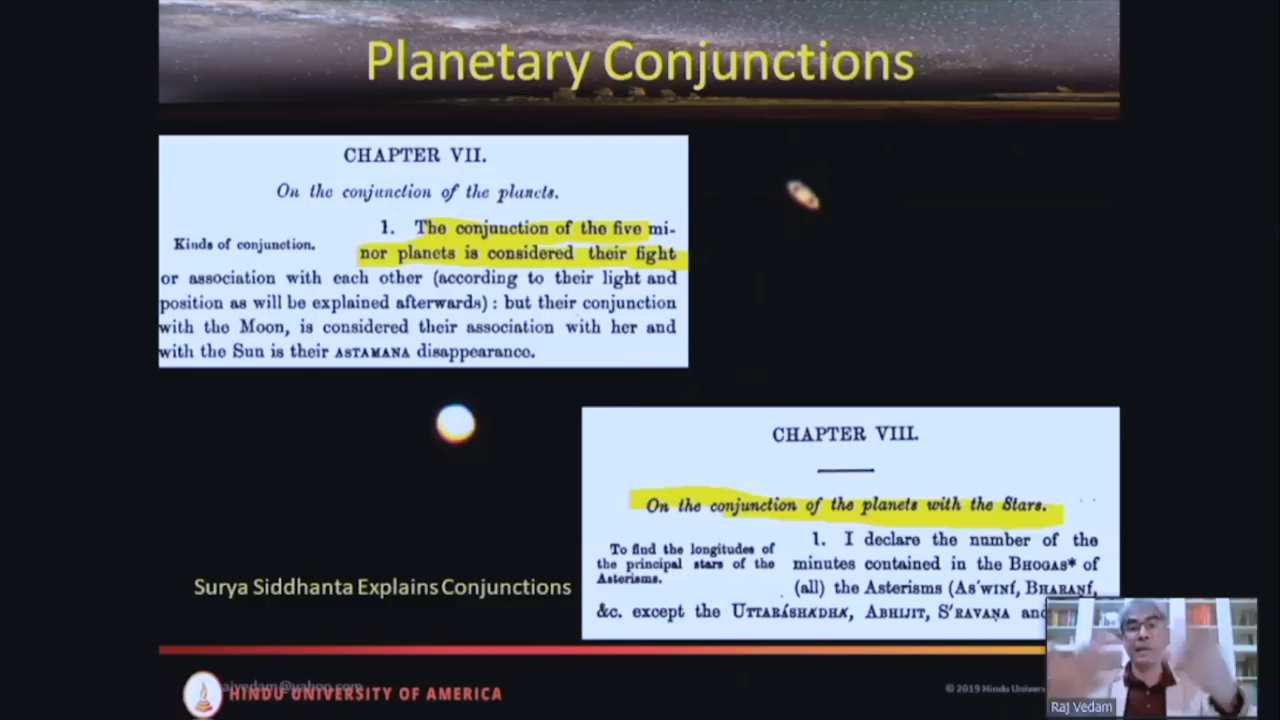 Planetary Conjunctions
CHAPTER VII.
On the conjunction of the planets.
Kinds of conjunction.
1. The conjunction of the five mi-
nor planets is considered their fight
or association with each other (according to their light and
position as will be explained afterwards) : but their conjunction
with the Moon, is considered their association with her and
with the Sun is their ASTAMANA disappearance.
CHAPTER VIII.
On the conjunction of the planets with the Stars.
To find the longitudes of
the principal stars of the
Asterisms.
1. I declare the number of the
minutes contained in the BHOGAS* of
(all) the Asterisms (As'WINÍ, BHARANÍ,
&c. except the UTTARÁSHÁDHÁ, ABHIJIT, S'RAVAṆA and
Surya Siddhanta Explains Conjunctions
HINDU UNIVERSITY OF AMERICA
© 2019 Hindu
Raj Vedam